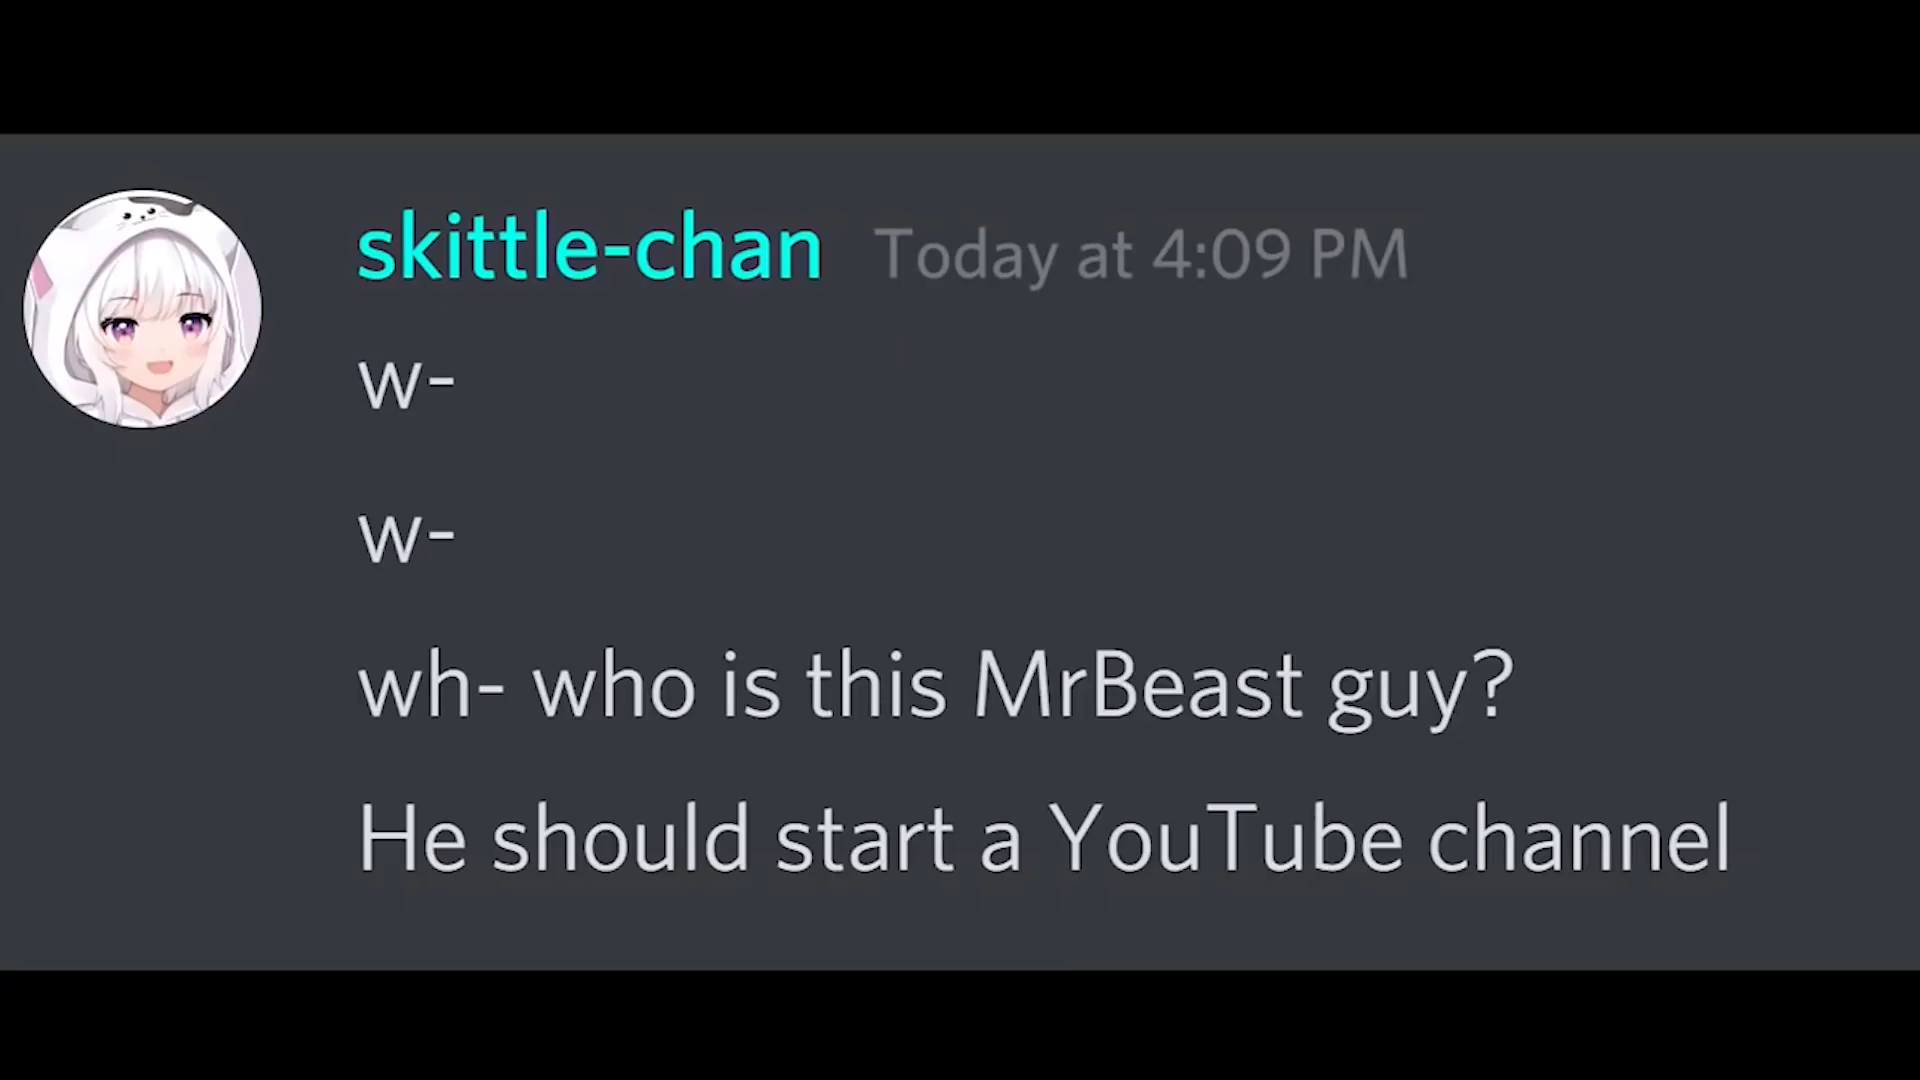 skittle-chan Today at 4:09 PM
w-
w-
wh- who is this MrBeast guy?
He should start a YouTube channel